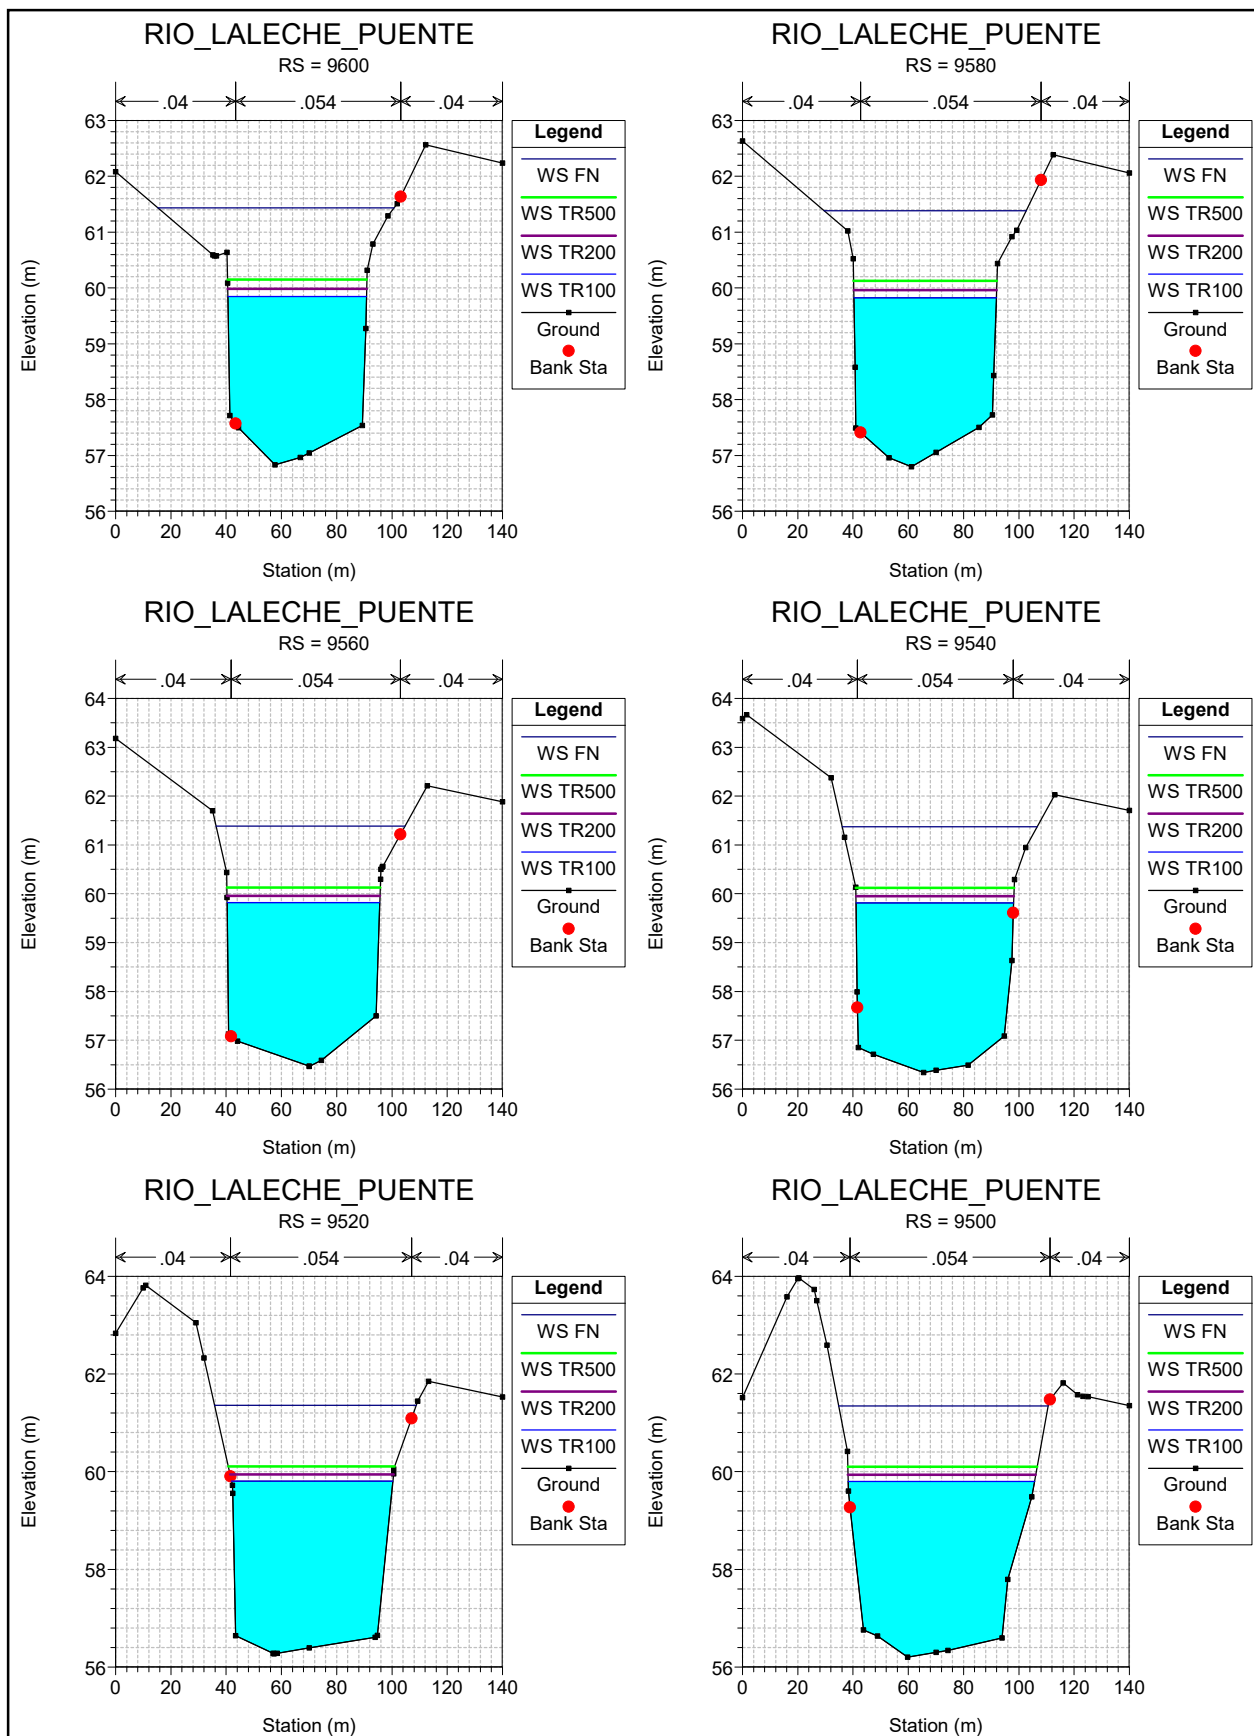 RIO_LALECHE_PUENTE
RS = 9600
.04 .054 .04
63
62
61
60
59
58
57
56
0 20 40 60 80 100 120 140
Station (m)
Elevation (m)
Legend
WS FN
WS TR500
WS TR200
WS TR100
Ground
Bank Sta
RIO_LALECHE_PUENTE
RS = 9580
.04 .054 .04
63
62
61
60
59
58
57
56
0 20 40 60 80 100 120 140
Station (m)
Elevation (m)
Legend
WS FN
WS TR500
WS TR200
WS TR100
Ground
Bank Sta
RIO_LALECHE_PUENTE
RS = 9560
.04 .054 .04
64
63
62
61
60
59
58
57
56
0 20 40 60 80 100 120 140
Station (m)
Elevation (m)
Legend
WS FN
WS TR500
WS TR200
WS TR100
Ground
Bank Sta
RIO_LALECHE_PUENTE
RS = 9540
.04 .054 .04
64
63
62
61
60
59
58
57
56
0 20 40 60 80 100 120 140
Station (m)
Elevation (m)
Legend
WS FN
WS TR500
WS TR200
WS TR100
Ground
Bank Sta
RIO_LALECHE_PUENTE
RS = 9520
.04 .054 .04
64
62
60
58
56
0 20 40 60 80 100 120 140
Station (m)
Elevation (m)
Legend
WS FN
WS TR500
WS TR200
WS TR100
Ground
Bank Sta
RIO_LALECHE_PUENTE
RS = 9500
.04 .054 .04
64
62
60
58
56
0 20 40 60 80 100 120 140
Station (m)
Elevation (m)
Legend
WS FN
WS TR500
WS TR200
WS TR100
Ground
Bank Sta